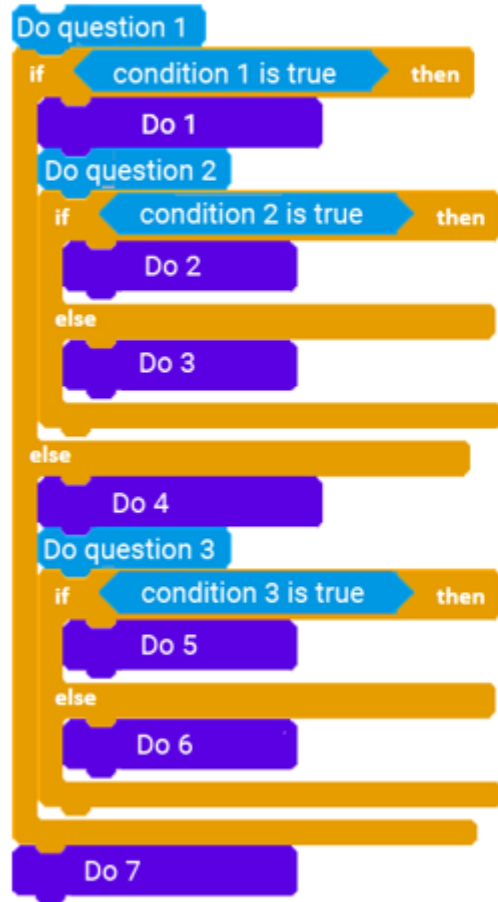 Do question 1
if condition 1 is true then
Do 1
Do question 2
if condition 2 is true then
Do 2
else
Do 3
else
Do 4
Do question 3
if condition 3 is true then
Do 5
else
Do 6
Do 7